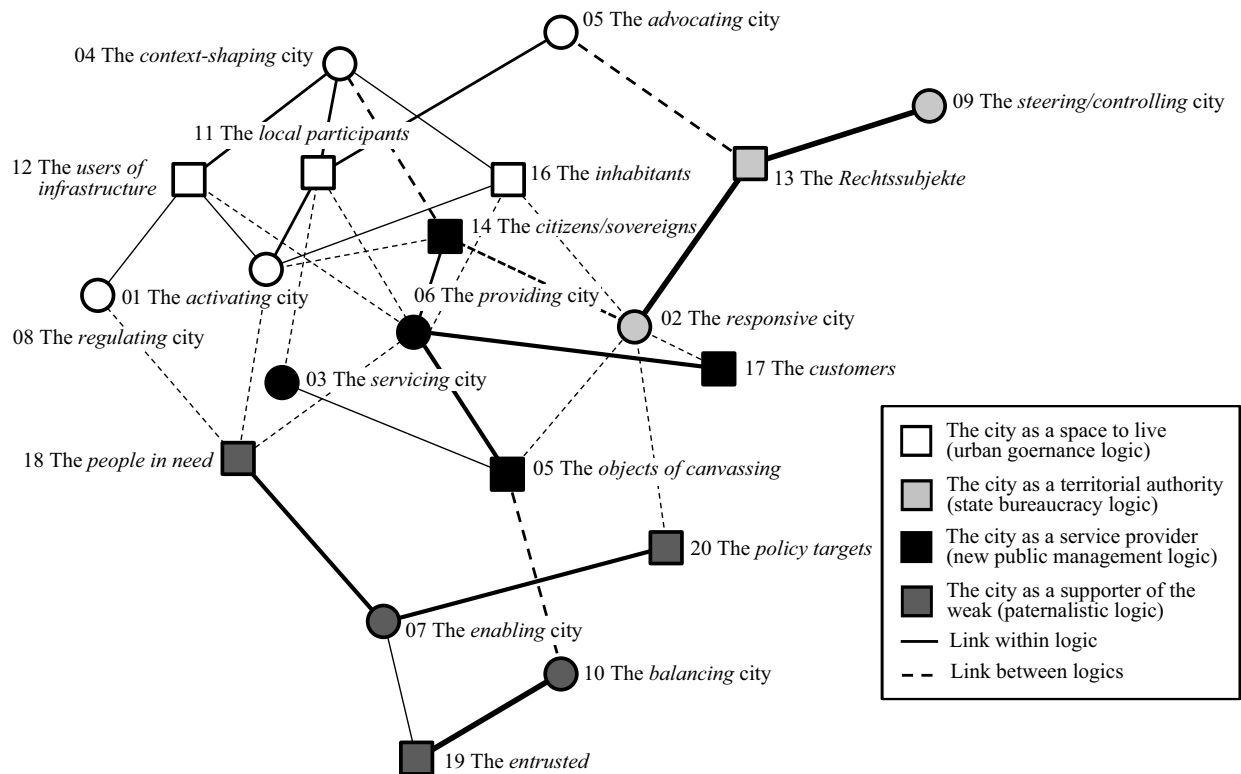 05 The advocating city
04 The context-shaping city
09 The steering/controlling city
11 The local participants
12 The users of
infrastructure
16 The inhabitants
13 The Rechtssubjekte
14 The citizens/sovereigns
01 The activating city
06 The providing city
02 The responsive city
08 The regulating city
17 The customers
03 The servicing city
18 The people in need
05 The objects of canvassing
20 The policy targets
07 The enabling city
10 The balancing city
19 The entrusted
The city as a space to live
(urban goernance logic)
The city as a territorial authority
(state bureaucracy logic)
The city as a service provider
(new public management logic)
The city as a supporter of the
weak (paternalistic logic)
Link within logic
Link between logics